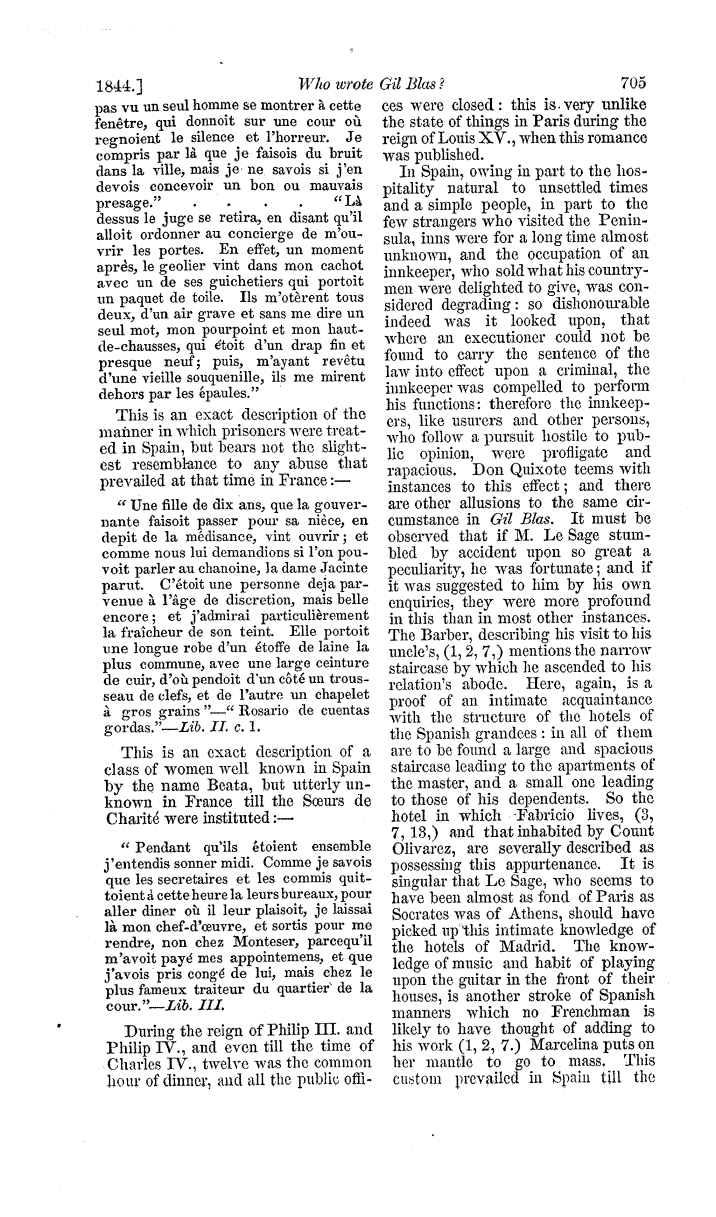 1844.] Who wrote Gil Blas? 705
pas vu un seul homme se montrer à cette
fenêtre, qui donnoit sur une cour où
regnoient le silence et l'horreur. Je
compris par là que je faisois du bruit
dans la ville, mais je ne savois si j'en
devois concevoir un bon ou mauvais
presage." . . . . "Là
dessus le juge se retira, en disant qu'il
alloit ordonner au concierge de m'ou-
vrir les portes. En effet, un moment
après, le geolier vint dans mon cachot
avec un de ses guichetiers qui portoit
un paquet de toile. Ils m'otèrent tous
deux, d'un air grave et sans me dire un
seul mot, mon pourpoint et mon haut-
de-chausses, qui étoit d'un drap fin et
presque neuf; puis, m'ayant revêtu
d'une vieille souquenille, ils me mirent
dehors par les épaules."
This is an exact description of the
manner in which prisoners were treat-
ed in Spain, but bears not the slight-
est resemblance to any abuse that
prevailed at that time in France:—
"Une fille de dix ans, que la gouver-
nante faisoit passer pour sa nièce, en
depit de la médisance, vint ouvrir; et
comme nous lui demandions si l'on pou-
voit parler au chanoine, la dame Jacinte
parut. C'étoit une personne deja par-
venue à l'âge de discretion, mais belle
encore; et j'admirai particulièrement
la fraîcheur de son teint. Elle portoit
une longue robe d'un étoffe de laine la
plus commune, avec une large ceinture
de cuir, d'où pendoit d'un côté un trous-
seau de clefs, et de l'autre un chapelet
à gros grains"—"Rosario de cuentas
gordas."—Lib. II. c. 1.
This is an exact description of a
class of women well known in Spain
by the name Beata, but utterly un-
known in France till the Sœurs de
Charité were instituted:—
"Pendant qu'ils étoient ensemble
j'entendis sonner midi. Comme je savois
que les secretaires et les commis quit-
toient à cette heure la leurs bureaux, pour
aller diner où il leur plaisoit, je laissai
là mon chef-d'œuvre, et sortis pour me
rendre, non chez Monteser, parcequ'il
m'avoit payé mes appointemens, et que
j'avois pris congé de lui, mais chez le
plus fameux traiteur du quartier de la
cour."—Lib. III.
During the reign of Philip III. and
Philip IV., and even till the time of
Charles IV., twelve was the common
hour of dinner, and all the public offi-
ces were closed: this is very unlike
the state of things in Paris during the
reign of Louis XV., when this romance
was published.
In Spain, owing in part to the hos-
pitality natural to unsettled times
and a simple people, in part to the
few strangers who visited the Penin-
sula, inns were for a long time almost
unknown, and the occupation of an
innkeeper, who sold what his country-
men were delighted to give, was con-
sidered degrading: so dishonourable
indeed was it looked upon, that
where an executioner could not be
found to carry the sentence of the
law into effect upon a criminal, the
innkeeper was compelled to perform
his functions: therefore the innkeep-
ers, like usurers and other persons,
who follow a pursuit hostile to pub-
lic opinion, were profligate and
rapacious. Don Quixote teems with
instances to this effect; and there
are other allusions to the same cir-
cumstance in Gil Blas. It must be
observed that if M. Le Sage stum-
bled by accident upon so great a
peculiarity, he was fortunate; and if
it was suggested to him by his own
enquiries, they were more profound
in this than in most other instances.
The Barber, describing his visit to his
uncle's, (1, 2, 7,) mentions the narrow
staircase by which he ascended to his
relation's abode. Here, again, is a
proof of an intimate acquaintance
with the structure of the hotels of
the Spanish grandees: in all of them
are to be found a large and spacious
staircase leading to the apartments of
the master, and a small one leading
to those of his dependents. So the
hotel in which Fabricio lives, (3,
7, 13,) and that inhabited by Count
Olivarez, are severally described as
possessing this appurtenance. It is
singular that Le Sage, who seems to
have been almost as fond of Paris as
Socrates was of Athens, should have
picked up this intimate knowledge of
the hotels of Madrid. The know-
ledge of music and habit of playing
upon the guitar in the front of their
houses, is another stroke of Spanish
manners which no Frenchman is
likely to have thought of adding to
his work (1, 2, 7.) Marcelina puts on
her mantle to go to mass. This
custom prevailed in Spain till the